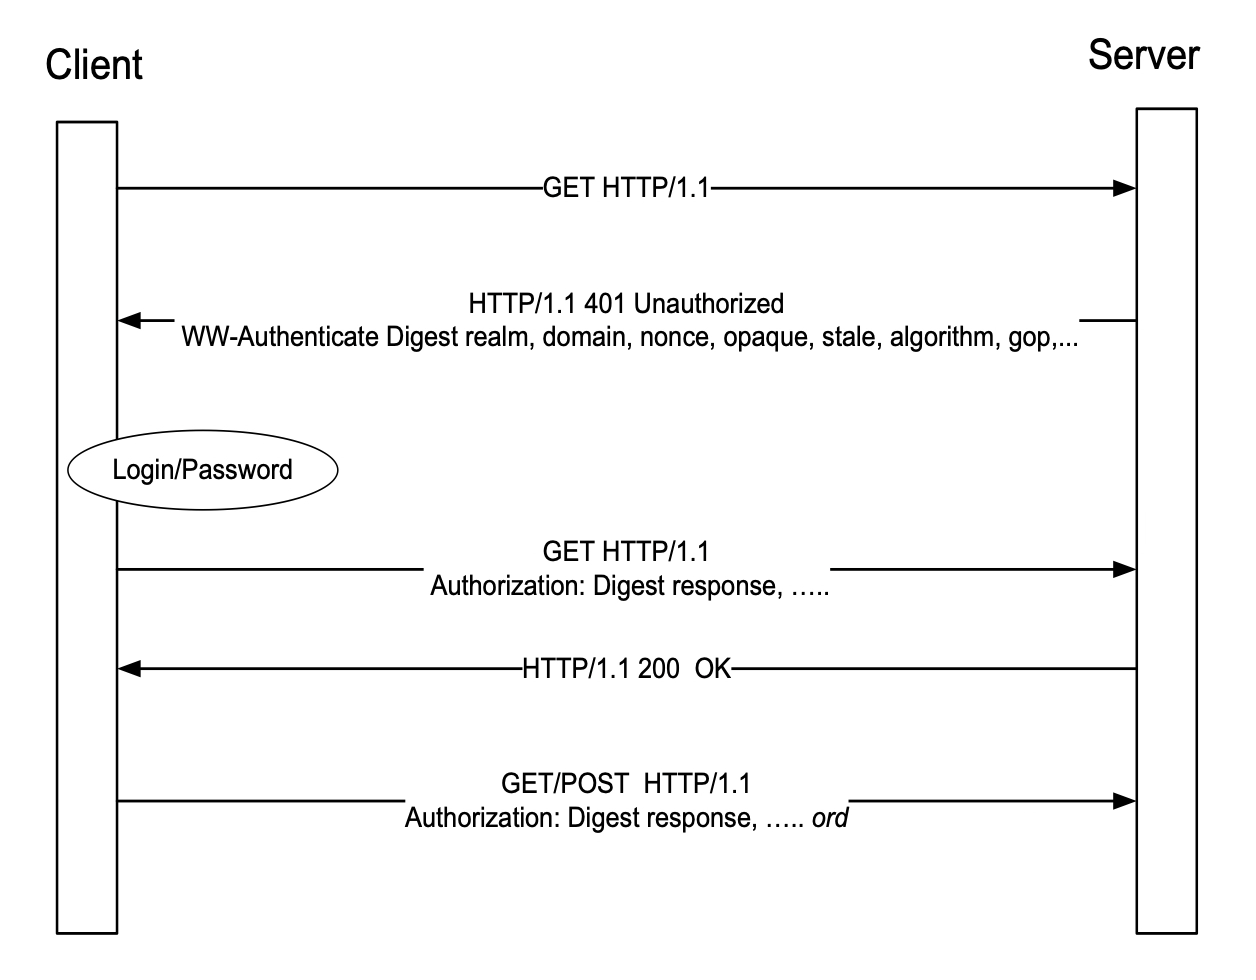 Client
Server
GET HTTP/1.1
HTTP/1.1 401 Unauthorized
WW-Authenticate Digest realm, domain, nonce, opaque, stale, algorithm, gop,...
Login/Password
GET HTTP/1.1
Authorization: Digest response, .....
HTTP/1.1 200  OK
GET/POST  HTTP/1.1
Authorization: Digest response, ..... ord